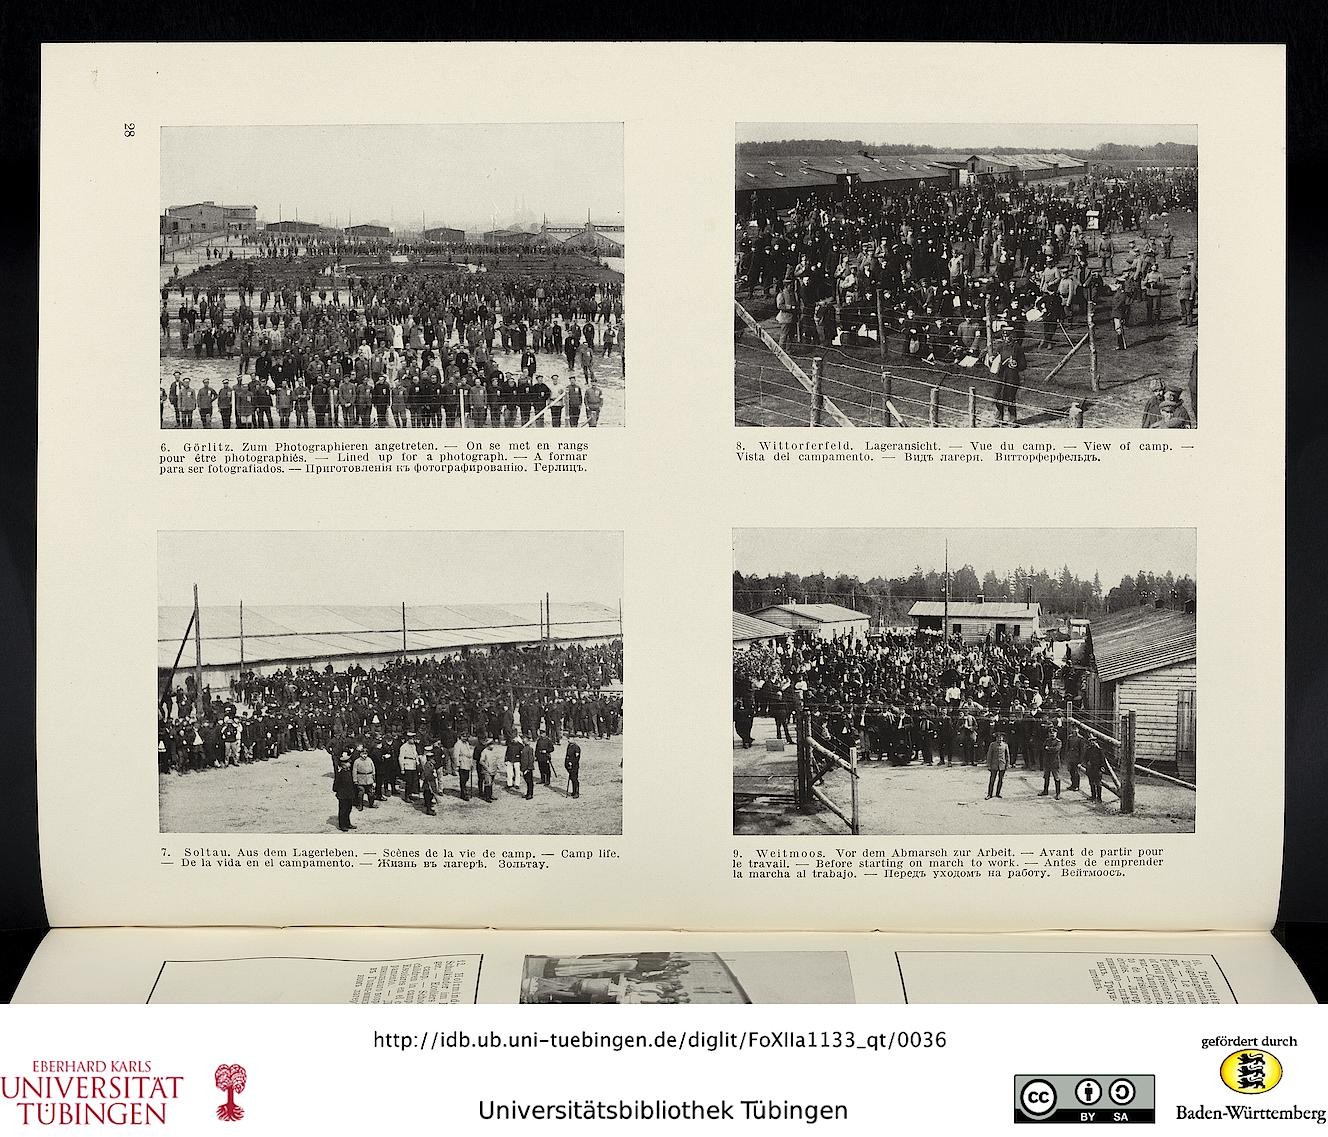 28
6. Görlitz. Zum Photographieren angetreten. — On se met en rangs
pour être photographiés. — Lined up for a photograph. — A formar
para ser fotografiados. — Приготовленія къ фотографированію. Герлицъ.
8. Wittorferfeld. Lageransicht. — Vue du camp. — View of camp. —
Vista del campamento. — Видъ лагеря. Витторферфельдъ.
7. Soltau. Aus dem Lagerleben. — Scènes de la vie de camp. — Camp life.
— De la vida en el campamento. — Жизнь въ лагерѣ. Зольтау.
9. Weitmoos. Vor dem Abmarsch zur Arbeit. — Avant de partir pour
le travail. — Before starting on march to work. — Antes de emprender
la marcha al trabajo. — Передъ уходомъ на работу. Вейтмоосъ.
http://idb.ub.uni-tuebingen.de/diglit/FoXIIa1133_qt/0036
EBERHARD KARLS
UNIVERSITÄT
TÜBINGEN
Universitätsbibliothek Tübingen
cc
BY SA
gefördert durch
Baden-Württemberg